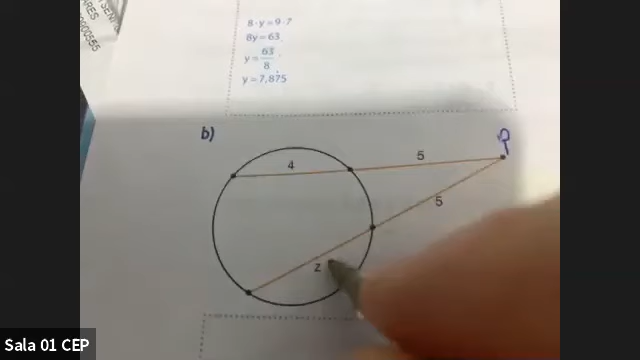 8·y = 9·7
8y = 63
y = 63/8
y = 7,875
b)
4
5
P
5
z
Sala 01 CEP